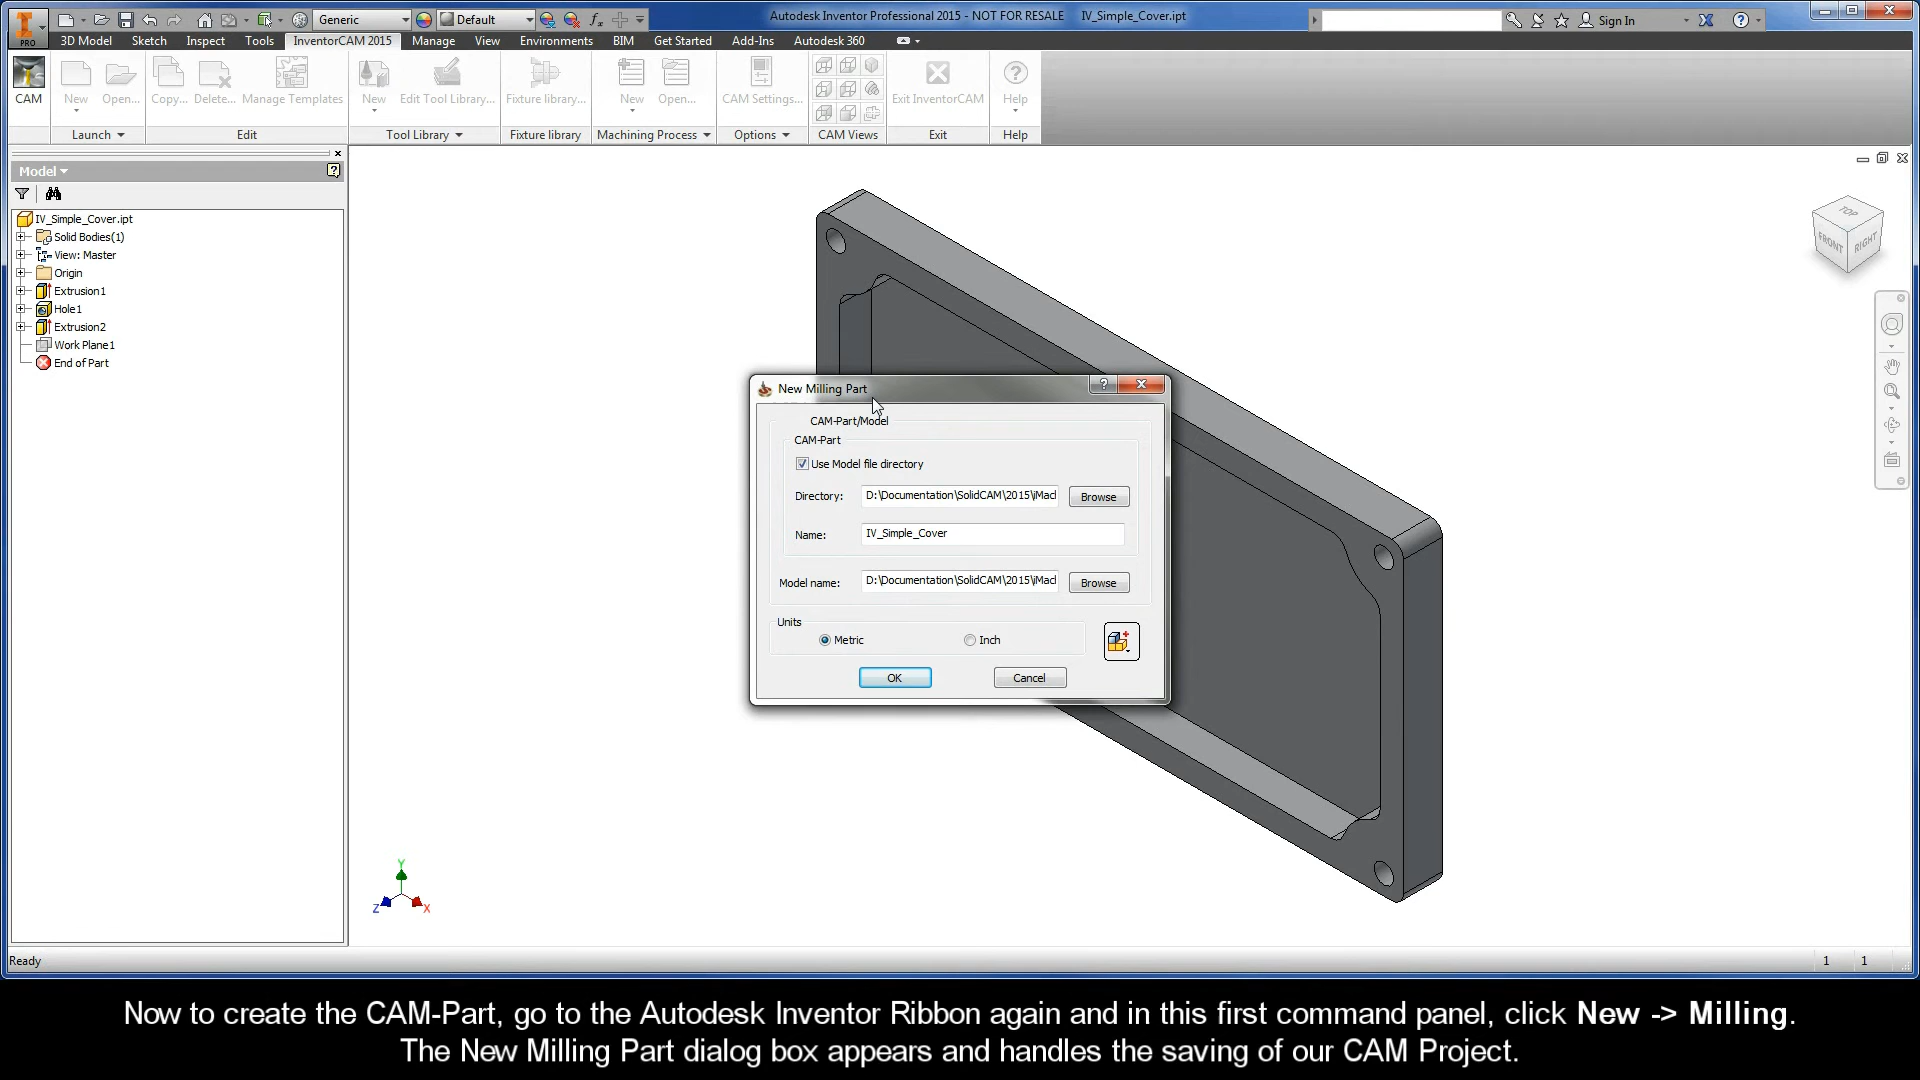 Generic
Default
Autodesk Inventor Professional 2015 - NOT FOR RESALE IV_Simple_Cover.ipt
Sign In
PRO
3D Model Sketch Inspect Tools InventorCAM 2015 Manage View Environments BIM Get Started Add-Ins Autodesk 360
CAM New Open... Copy... Delete... Manage Templates New Edit Tool Library... Fixture library... New Open... CAM Settings... Exit InventorCAM Help
Launch Edit Tool Library Fixture library Machining Process Options CAM Views Exit Help
Model
IV_Simple_Cover.ipt
Solid Bodies(1)
View: Master
Origin
Extrusion1
Hole1
Extrusion2
Work Plane1
End of Part
TOP
FRONT RIGHT
New Milling Part
CAM-Part/Model
CAM-Part
Use Model file directory
Directory: D:\Documentation\SolidCAM\2015\iMacl Browse
Name: IV_Simple_Cover
Model name: D:\Documentation\SolidCAM\2015\iMacl Browse
Units
Metric Inch
OK Cancel
Y
Z X
Ready 1 1
Now to create the CAM-Part, go to the Autodesk Inventor Ribbon again and in this first command panel, click New -> Milling.
The New Milling Part dialog box appears and handles the saving of our CAM Project.